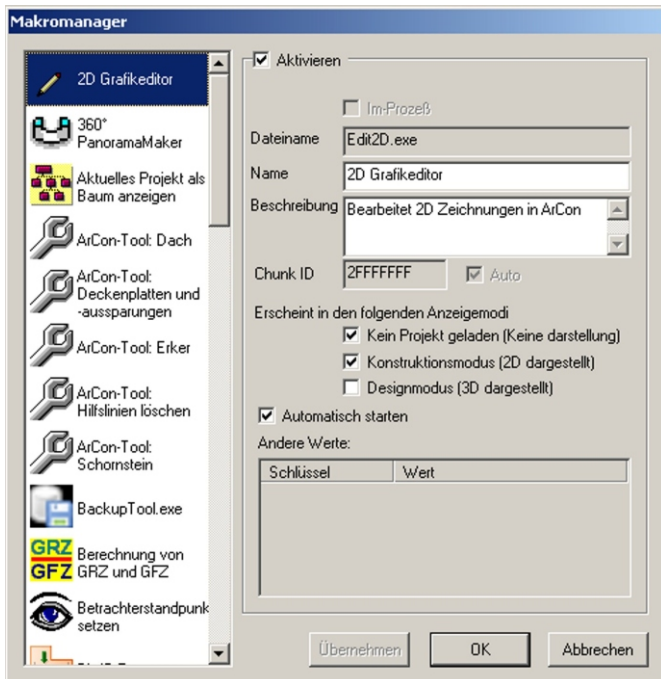 Makromanager
2D Grafikeditor
360°
PanoramaMaker
Aktuelles Projekt als
Baum anzeigen
ArCon-Tool: Dach
ArCon-Tool:
Deckenplatten und
-aussparungen
ArCon-Tool: Erker
ArCon-Tool:
Hilfslinien löschen
ArCon-Tool:
Schornstein
BackupTool.exe
GRZ
GFZ
Berechnung von
GRZ und GFZ
Betrachterstandpunk
setzen
Aktivieren
Im-Prozeß
Dateiname
Edit2D.exe
Name
2D Grafikeditor
Beschreibung
Bearbeitet 2D Zeichnungen in ArCon
Chunk ID
2FFFFFFF
Auto
Erscheint in den folgenden Anzeigemodi
Kein Projekt geladen (Keine darstellung)
Konstruktionsmodus (2D dargestellt)
Designmodus (3D dargestellt)
Automatisch starten
Andere Werte:
Schlüssel
Wert
Übernehmen
OK
Abbrechen